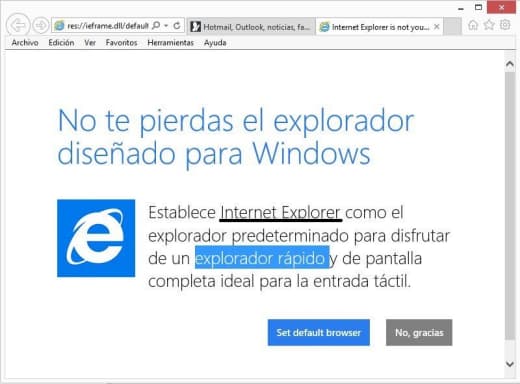 res://ieframe.dll/default
Hotmail, Outlook, noticias, fa...
Internet Explorer is not you...
Archivo Edición Ver Favoritos Herramientas Ayuda
No te pierdas el explorador
diseñado para Windows
Establece Internet Explorer como el
explorador predeterminado para disfrutar
de un explorador rápido y de pantalla
completa ideal para la entrada táctil.
Set default browser
No, gracias